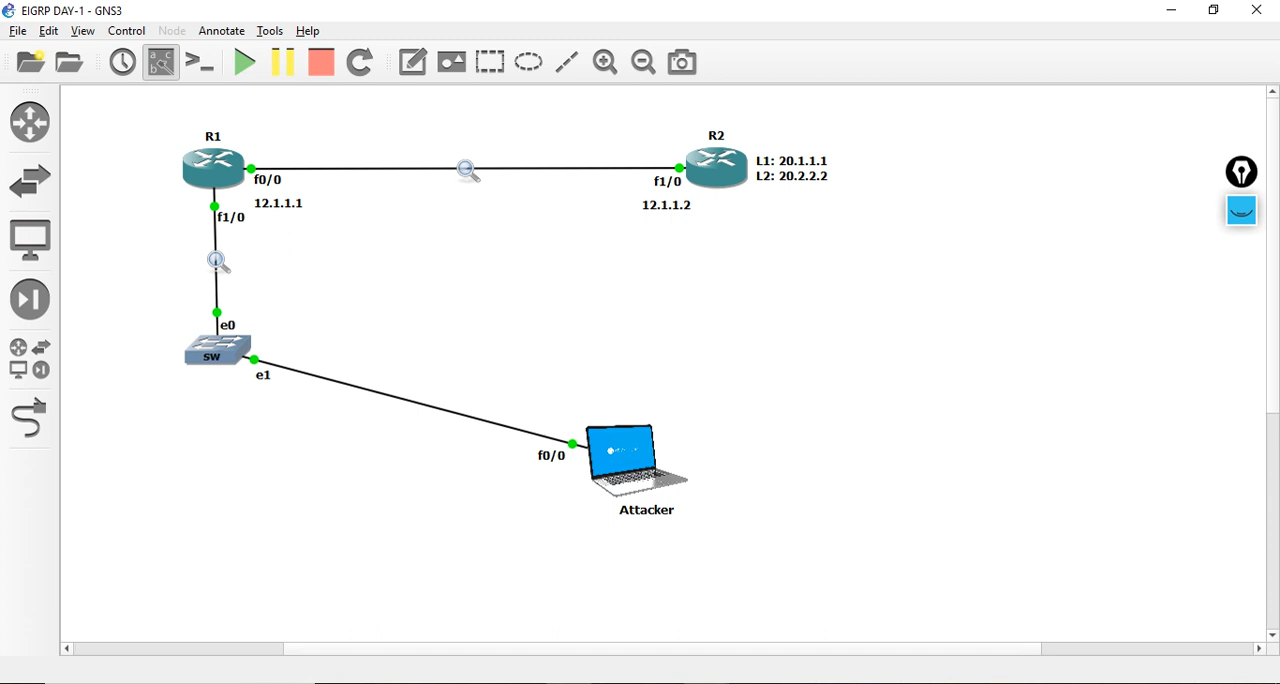 EIGRP DAY-1 - GNS3
File Edit View Control Node Annotate Tools Help
R1
R2
L1: 20.1.1.1
L2: 20.2.2.2
f0/0
f1/0
12.1.1.1
12.1.1.2
f1/0
e0
SW
e1
f0/0
Attacker